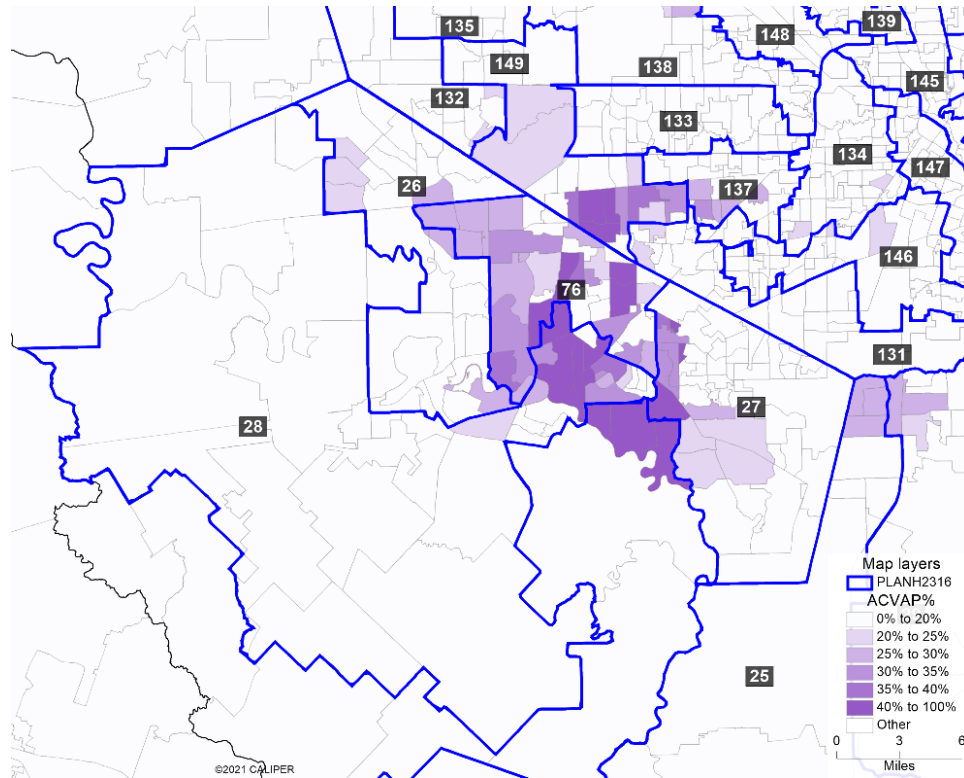 135
148
139
149
138
145
132
133
134
147
26
137
146
76
131
27
28
25
Map layers
PLANH2316
ACVAP%
0% to 20%
20% to 25%
25% to 30%
30% to 35%
35% to 40%
40% to 100%
Other
0 3 6
Miles
©2021 CALIPER